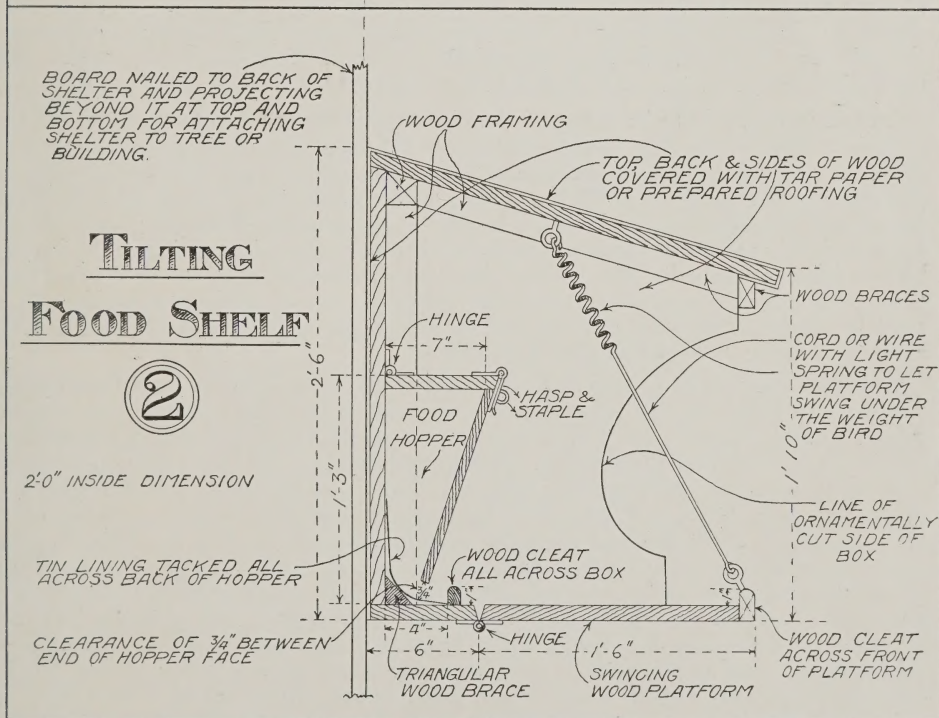 BOARD NAILED TO BACK OF
SHELTER AND PROJECTING
BEYOND IT AT TOP AND
BOTTOM FOR ATTACHING
SHELTER TO TREE OR
BUILDING.
WOOD FRAMING
TOP, BACK & SIDES OF WOOD
COVERED WITH TAR PAPER
OR PREPARED ROOFING
TILTING
FOOD SHELF
2
2'-0" INSIDE DIMENSION
2'-6"
HINGE
7"
HASP &
STAPLE
FOOD
HOPPER
1'-3"
WOOD BRACES
CORD OR WIRE
WITH LIGHT
SPRING TO LET
PLATFORM
SWING UNDER
THE WEIGHT
OF BIRD
1'-10"
LINE OF
ORNAMENTALLY
CUT SIDE OF
BOX
TIN LINING TACKED ALL
ACROSS BACK OF HOPPER
WOOD CLEAT
ALL ACROSS BOX
3/4"
1"
1"
CLEARANCE OF 3/4" BETWEEN
END OF HOPPER FACE
4"
6"
HINGE
1'-6"
TRIANGULAR
WOOD BRACE
SWINGING
WOOD PLATFORM
WOOD CLEAT
ACROSS FRONT
OF PLATFORM